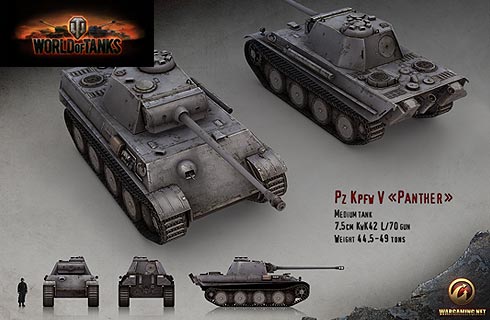 WORLD OF TANKS
PZ KPFW V «PANTHER»
MEDIUM TANK
7.5CM KWK42 L/70 GUN
WEIGHT 44.5-49 TONS
WARGAMING.NET